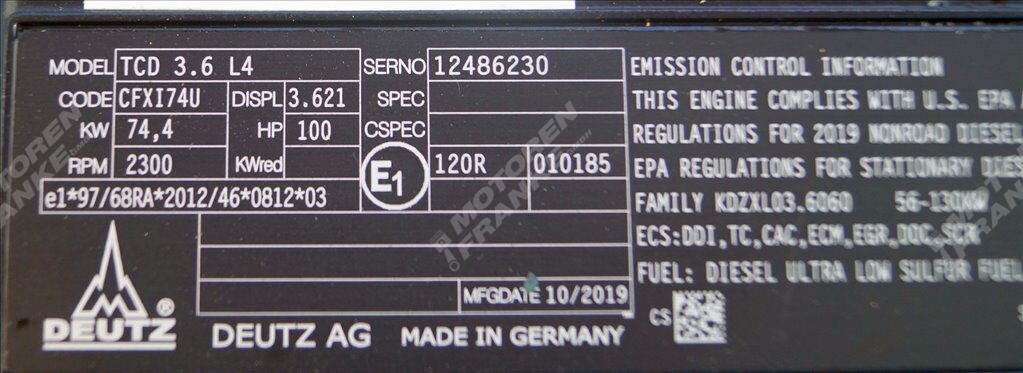 MODEL TCD 3.6 L4 SERNO 12486230
CODE CFXI74U DISPL 3.621 SPEC
KW 74,4 HP 100 CSPEC
RPM 2300 KWred E1 120R 010185
e1*97/68RA*2012/46*0812*03
MFGDATE 10/2019
DEUTZ ® DEUTZ AG MADE IN GERMANY
EMISSION CONTROL INFORMATION
THIS ENGINE COMPLIES WITH U.S. EPA
REGULATIONS FOR 2019 NONROAD DIESEL
EPA REGULATIONS FOR STATIONARY DIES
FAMILY KDZXL03.6060 56-130KW
ECS:DDI,TC,CAC,ECM,EGR,DOC,SCR
FUEL: DIESEL ULTRA LOW SULFUR FUEL
CS
MOTOREN
FRANKE